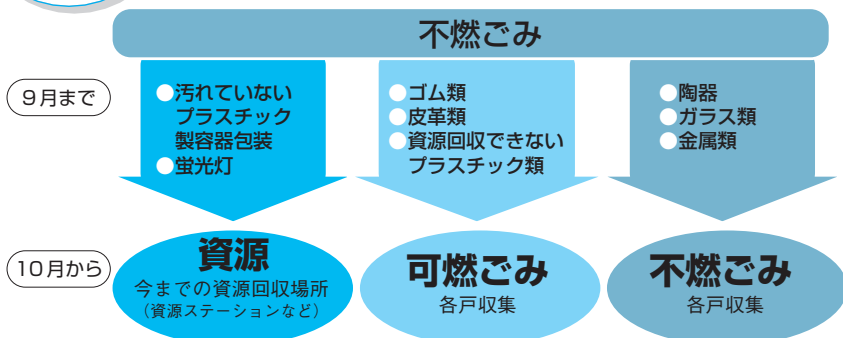 不燃ごみ
9月まで
●汚れていない
プラスチック
製容器包装
●蛍光灯
●ゴム類
●皮革類
●資源回収できない
プラスチック類
●陶器
●ガラス類
●金属類
10月から
資源
今までの資源回収場所
（資源ステーションなど）
可燃ごみ
各戸収集
不燃ごみ
各戸収集